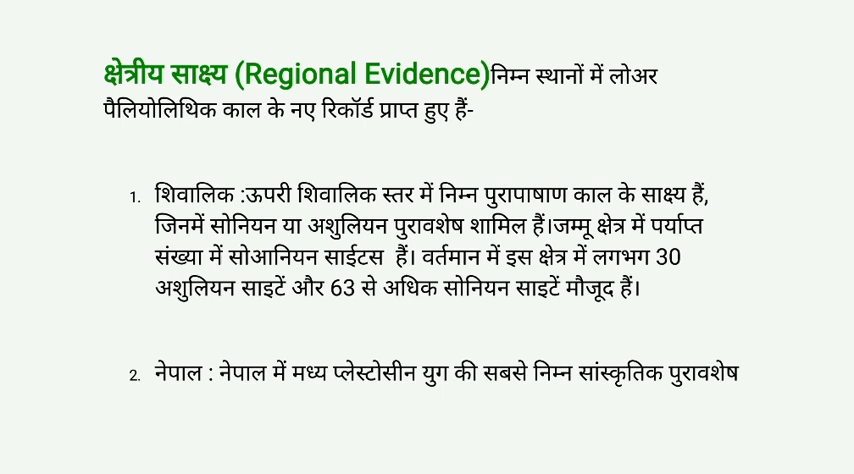 क्षेत्रीय साक्ष्य (Regional Evidence)निम्न स्थानों में लोअर
पैलियोलिथिक काल के नए रिकॉर्ड प्राप्त हुए हैं-
1. शिवालिक :ऊपरी शिवालिक स्तर में निम्न पुरापाषाण काल के साक्ष्य हैं,
जिनमें सोनियन या अशुलियन पुरावशेष शामिल हैं।जम्मू क्षेत्र में पर्याप्त
संख्या में सोआनियन साईटस हैं। वर्तमान में इस क्षेत्र में लगभग 30
अशुलियन साइटें और 63 से अधिक सोनियन साइटें मौजूद हैं।
2. नेपाल : नेपाल में मध्य प्लेस्टोसीन युग की सबसे निम्न सांस्कृतिक पुरावशेष